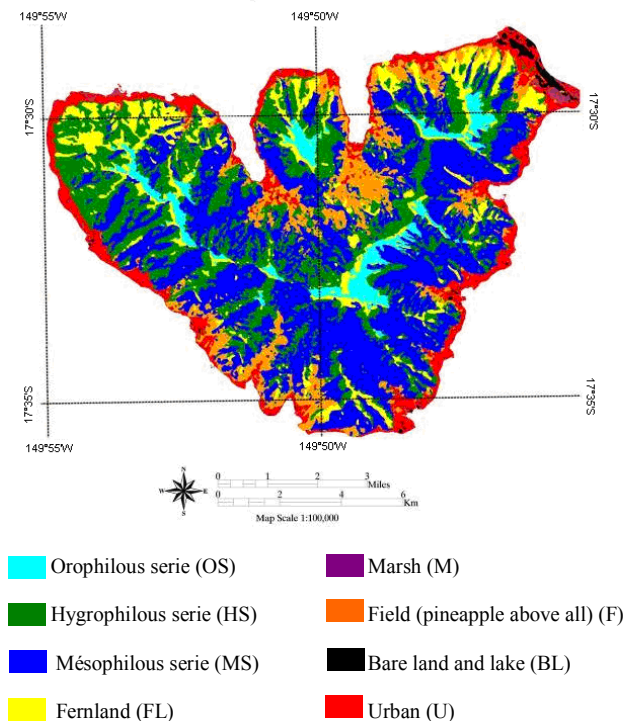 149°55'W 149°50'W
17°30'S 17°30'S
17°35'S 17°35'S
149°55'W 149°50'W
N
W E
S
0 1 2 3
Miles
0 2 4 6
Km
Map Scale 1:100,000
Orophilous serie (OS)
Marsh (M)
Hygrophilous serie (HS)
Field (pineapple above all) (F)
Mésophilous serie (MS)
Bare land and lake (BL)
Fernland (FL)
Urban (U)